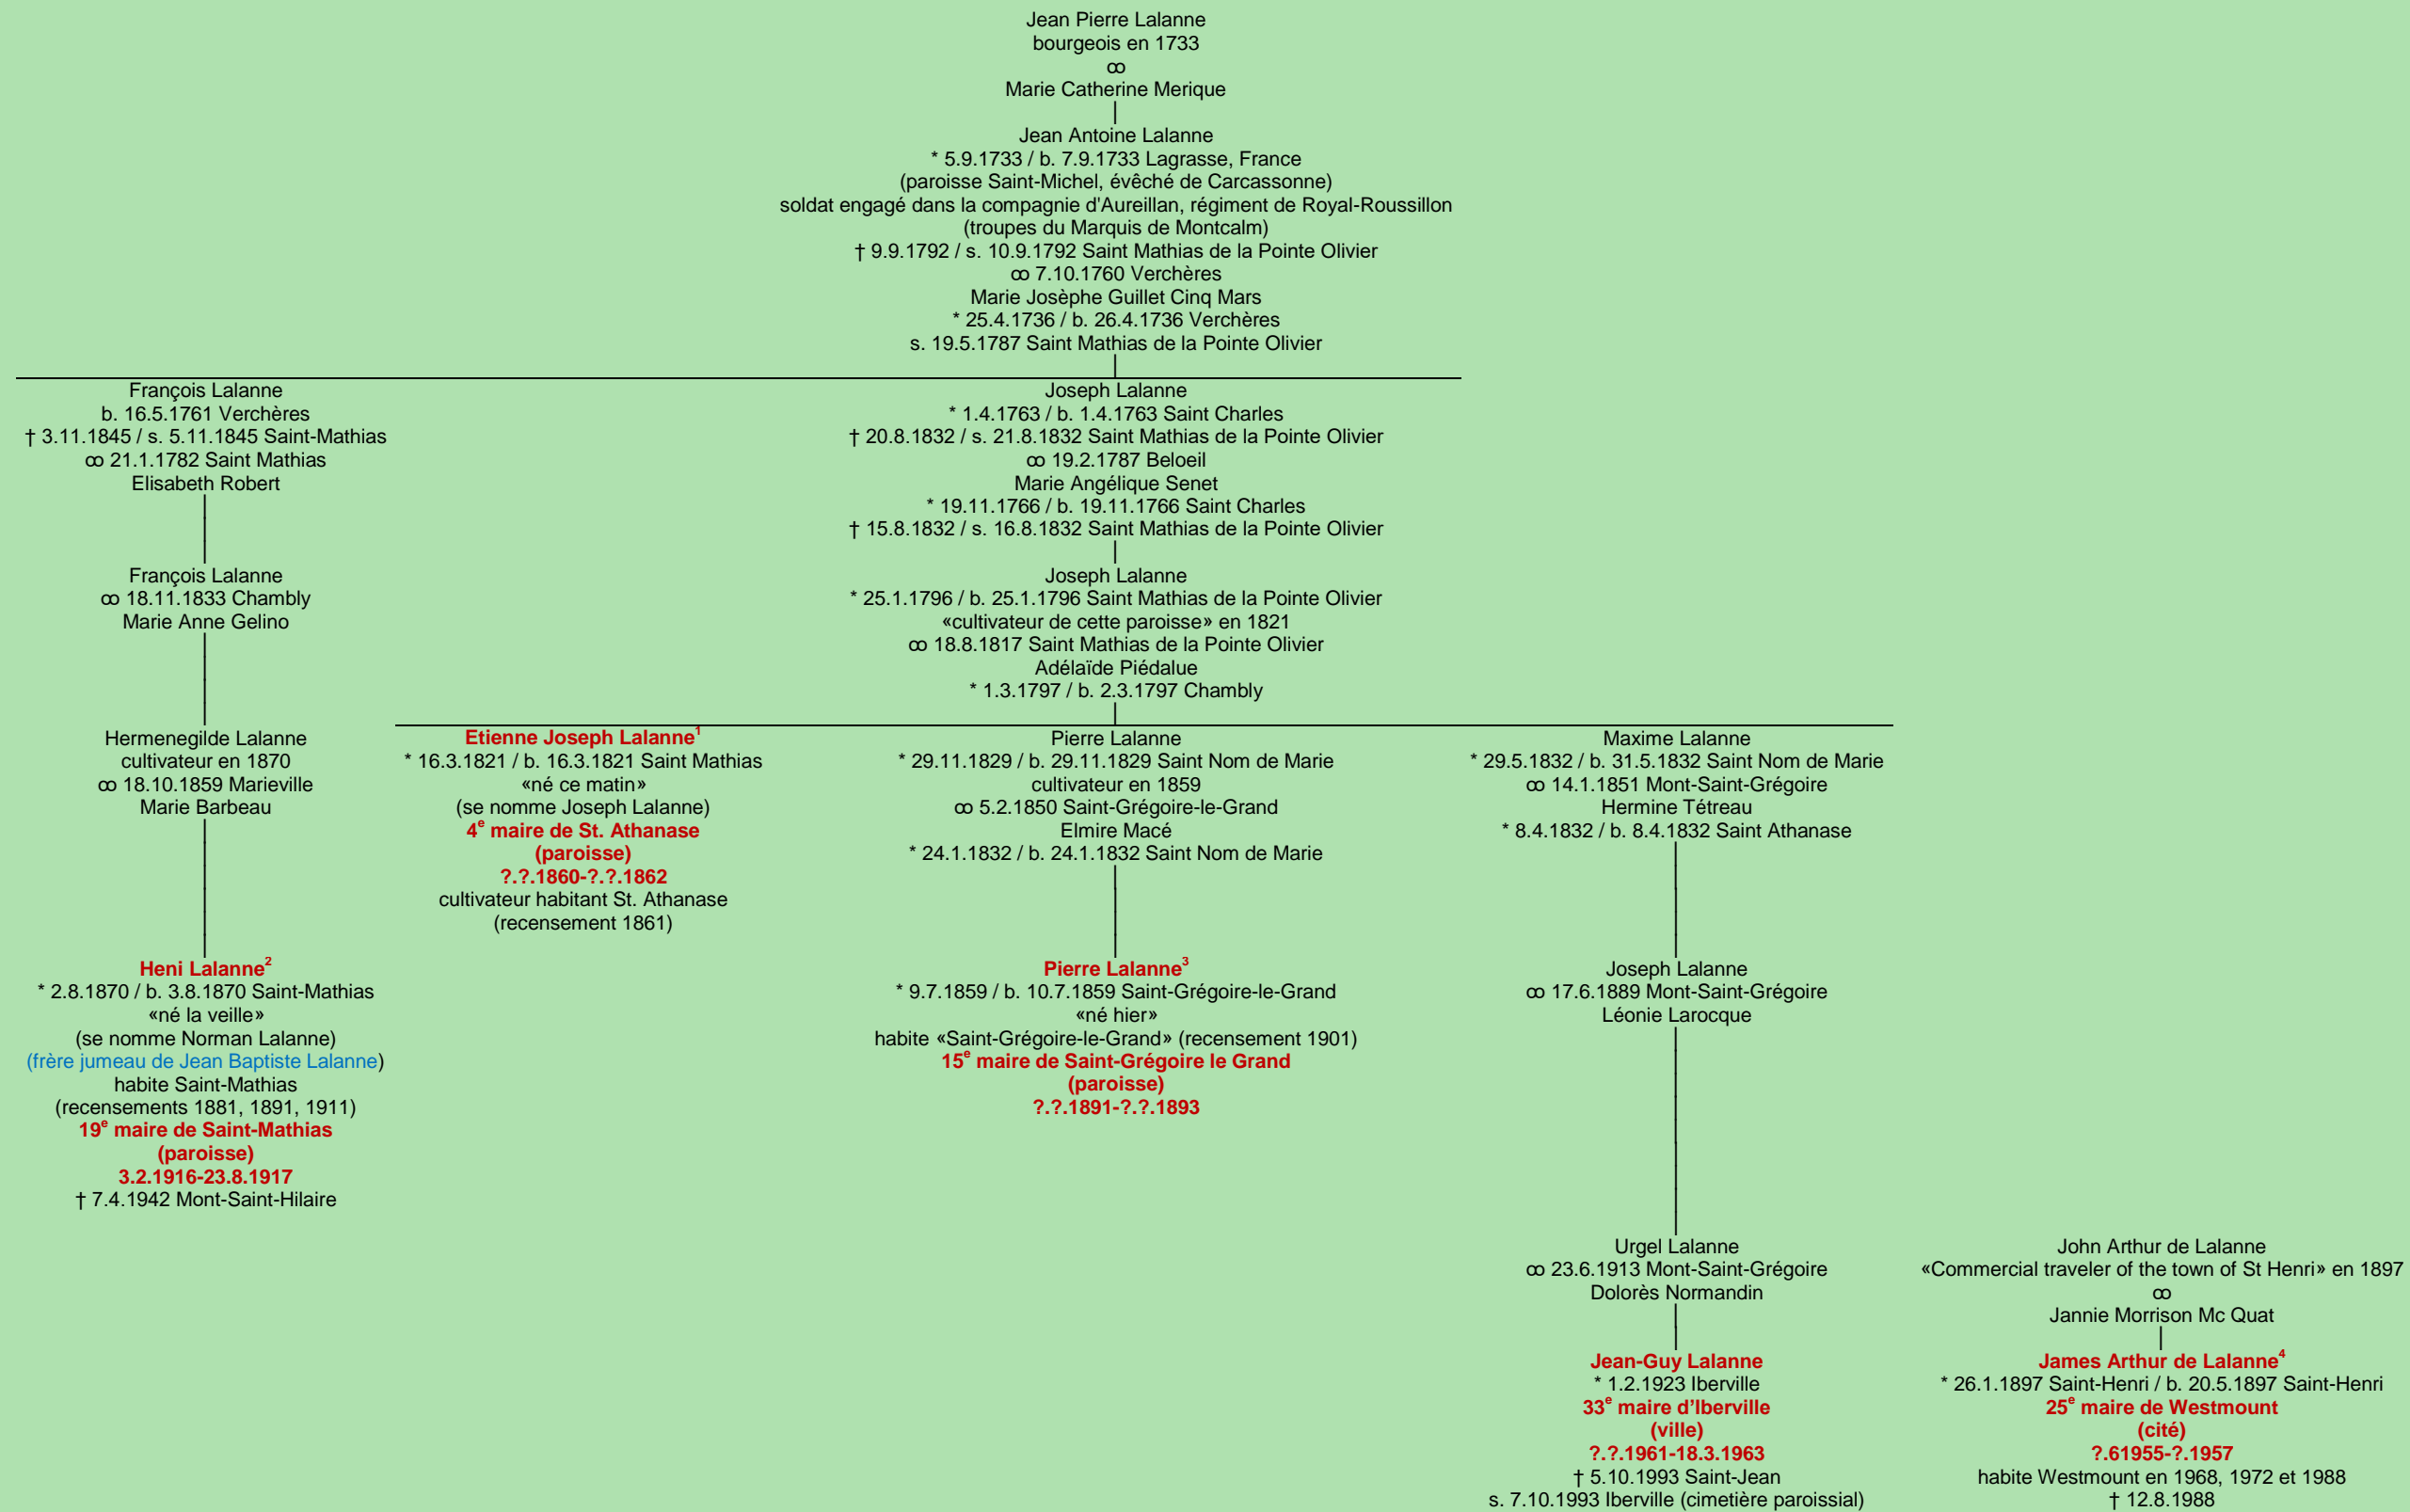 Jean Pierre Lalanne
bourgeois en 1733
ꝏ
Marie Catherine Merique
Jean Antoine Lalanne
* 5.9.1733 / b. 7.9.1733 Lagrasse, France
(paroisse Saint-Michel, évêché de Carcassonne)
soldat engagé dans la compagnie d'Aureillan, régiment de Royal-Roussillon
(troupes du Marquis de Montcalm)
† 9.9.1792 / s. 10.9.1792 Saint Mathias de la Pointe Olivier
ꝏ 7.10.1760 Verchères
Marie Josèphe Guillet Cinq Mars
* 25.4.1736 / b. 26.4.1736 Verchères
s. 19.5.1787 Saint Mathias de la Pointe Olivier
François Lalanne
b. 16.5.1761 Verchères
† 3.11.1845 / s. 5.11.1845 Saint-Mathias
ꝏ 21.1.1782 Saint Mathias
Elisabeth Robert
Joseph Lalanne
* 1.4.1763 / b. 1.4.1763 Saint Charles
† 20.8.1832 / s. 21.8.1832 Saint Mathias de la Pointe Olivier
ꝏ 19.2.1787 Beloeil
Marie Angélique Senet
* 19.11.1766 / b. 19.11.1766 Saint Charles
† 15.8.1832 / s. 16.8.1832 Saint Mathias de la Pointe Olivier
François Lalanne
ꝏ 18.11.1833 Chambly
Marie Anne Gelino
Joseph Lalanne
* 25.1.1796 / b. 25.1.1796 Saint Mathias de la Pointe Olivier
«cultivateur de cette paroisse» en 1821
ꝏ 18.8.1817 Saint Mathias de la Pointe Olivier
Adélaïde Piédalue
* 1.3.1797 / b. 2.3.1797 Chambly
Hermenegilde Lalanne
cultivateur en 1870
ꝏ 18.10.1859 Marieville
Marie Barbeau
Etienne Joseph Lalanne¹
* 16.3.1821 / b. 16.3.1821 Saint Mathias
«né ce matin»
(se nomme Joseph Lalanne)
4e maire de St. Athanase
(paroisse)
?.?.1860-?.?.1862
cultivateur habitant St. Athanase
(recensement 1861)
Pierre Lalanne
* 29.11.1829 / b. 29.11.1829 Saint Nom de Marie
cultivateur en 1859
ꝏ 5.2.1850 Saint-Grégoire-le-Grand
Elmire Macé
* 24.1.1832 / b. 24.1.1832 Saint Nom de Marie
Maxime Lalanne
* 29.5.1832 / b. 31.5.1832 Saint Nom de Marie
ꝏ 14.1.1851 Mont-Saint-Grégoire
Hermine Tétreau
* 8.4.1832 / b. 8.4.1832 Saint Athanase
Heni Lalanne²
* 2.8.1870 / b. 3.8.1870 Saint-Mathias
«né la veille»
(se nomme Norman Lalanne)
(frère jumeau de Jean Baptiste Lalanne)
habite Saint-Mathias
(recensements 1881, 1891, 1911)
19e maire de Saint-Mathias
(paroisse)
3.2.1916-23.8.1917
† 7.4.1942 Mont-Saint-Hilaire
Pierre Lalanne³
* 9.7.1859 / b. 10.7.1859 Saint-Grégoire-le-Grand
«né hier»
habite «Saint-Grégoire-le-Grand» (recensement 1901)
15e maire de Saint-Grégoire le Grand
(paroisse)
?.?.1891-?.?.1893
Joseph Lalanne
ꝏ 17.6.1889 Mont-Saint-Grégoire
Léonie Larocque
Urgel Lalanne
ꝏ 23.6.1913 Mont-Saint-Grégoire
Dolorès Normandin
John Arthur de Lalanne
«Commercial traveler of the town of St Henri» en 1897
ꝏ
Jannie Morrison Mc Quat
Jean-Guy Lalanne
* 1.2.1923 Iberville
33e maire d'Iberville
(ville)
?.?.1961-18.3.1963
† 5.10.1993 Saint-Jean
s. 7.10.1993 Iberville (cimetière paroissial)
James Arthur de Lalanne⁴
* 26.1.1897 Saint-Henri / b. 20.5.1897 Saint-Henri
25e maire de Westmount
(cité)
?.61955-?.1957
habite Westmount en 1968, 1972 et 1988
† 12.8.1988